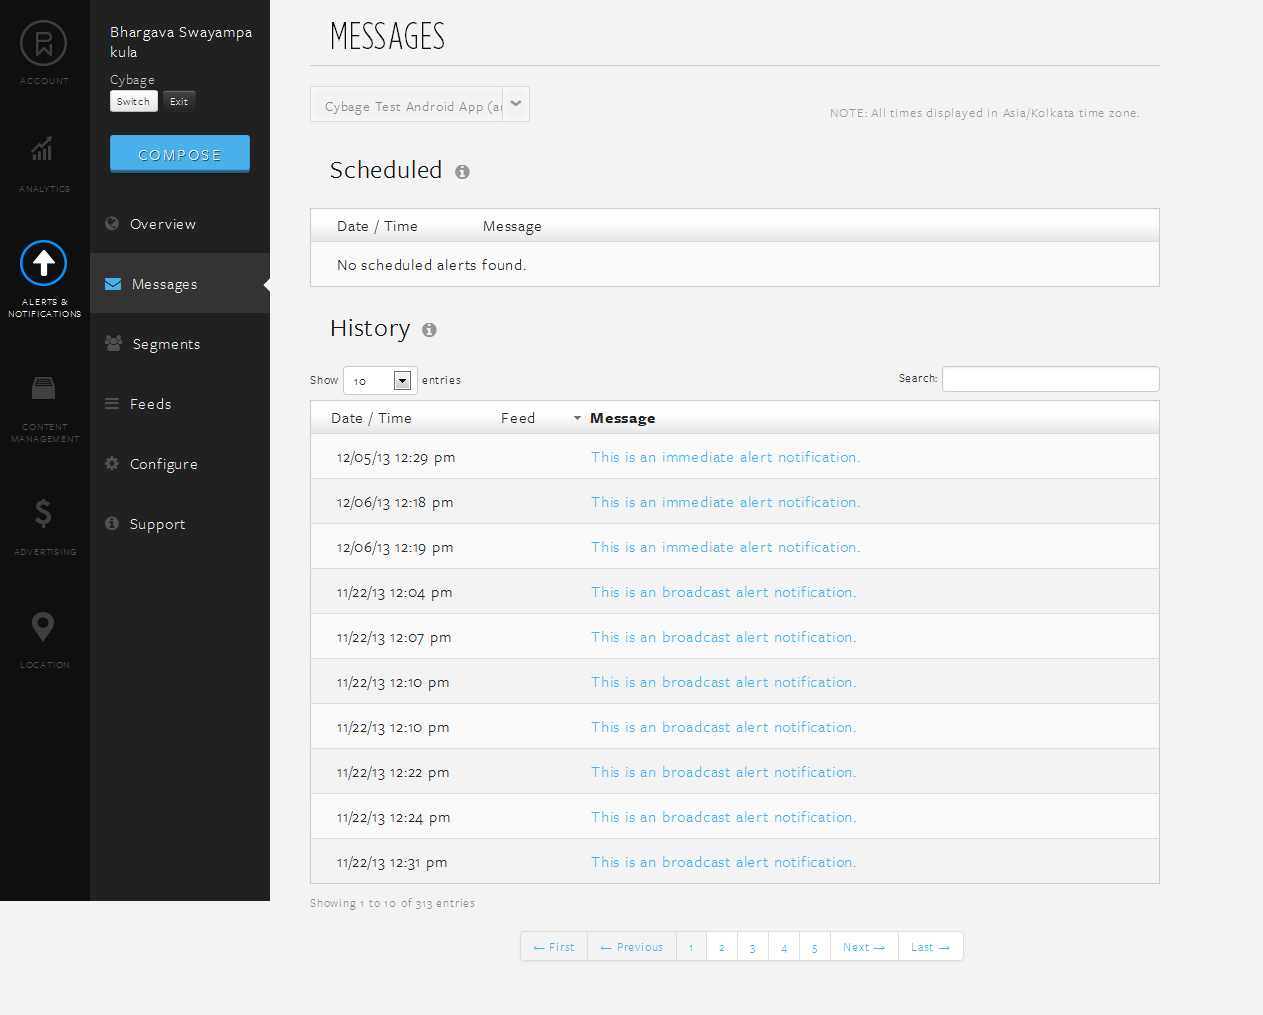 ACCOUNT
ANALYTICS
ALERTS &
NOTIFICATIONS
CONTENT
MANAGEMENT
ADVERTISING
LOCATION
Bhargava Swayampa
kula
Cybage
Switch Exit
COMPOSE
Overview
Messages
Segments
Feeds
Configure
Support
MESSAGES
Cybage Test Android App (a
NOTE: All times displayed in Asia/Kolkata time zone.
Scheduled
Date / Time Message
No scheduled alerts found.
History
Show 10 entries Search:
Date / Time Feed Message
12/05/13 12:29 pm This is an immediate alert notification.
12/06/13 12:18 pm This is an immediate alert notification.
12/06/13 12:19 pm This is an immediate alert notification.
11/22/13 12:04 pm This is an broadcast alert notification.
11/22/13 12:07 pm This is an broadcast alert notification.
11/22/13 12:10 pm This is an broadcast alert notification.
11/22/13 12:10 pm This is an broadcast alert notification.
11/22/13 12:22 pm This is an broadcast alert notification.
11/22/13 12:24 pm This is an broadcast alert notification.
11/22/13 12:31 pm This is an broadcast alert notification.
Showing 1 to 10 of 313 entries
← First ← Previous 1 2 3 4 5 Next → Last →